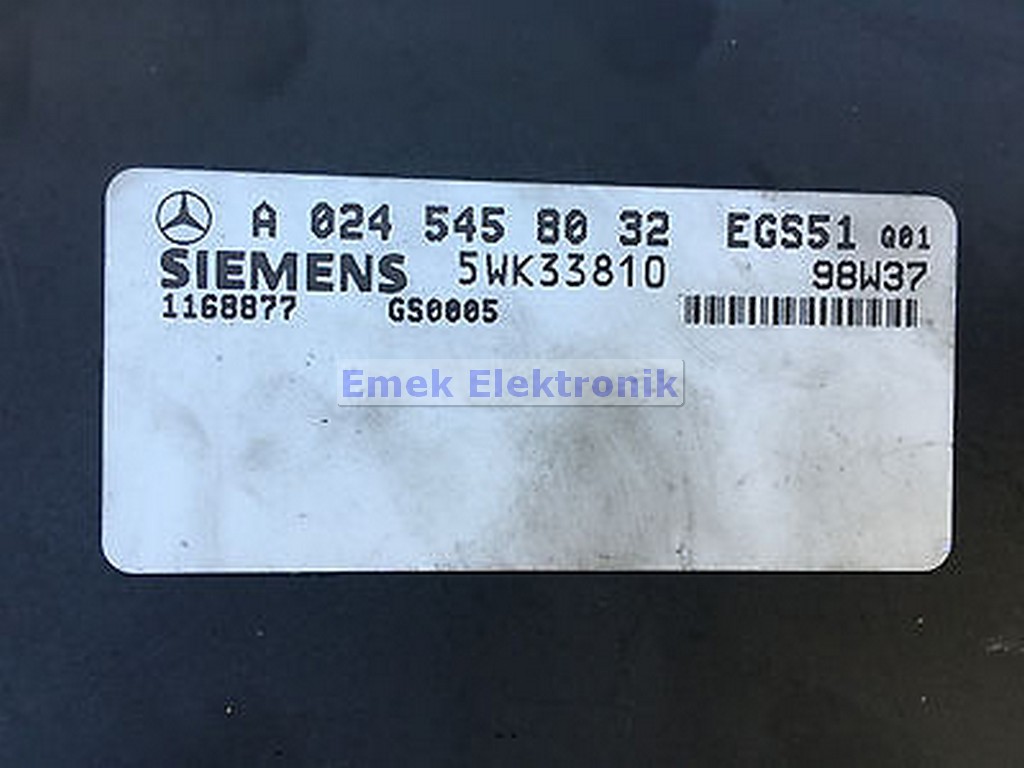 A 024 545 80 32 EGS51 Q01
SIEMENS 5WK33810 98W37
1168877 GS0005
Emek Elektronik